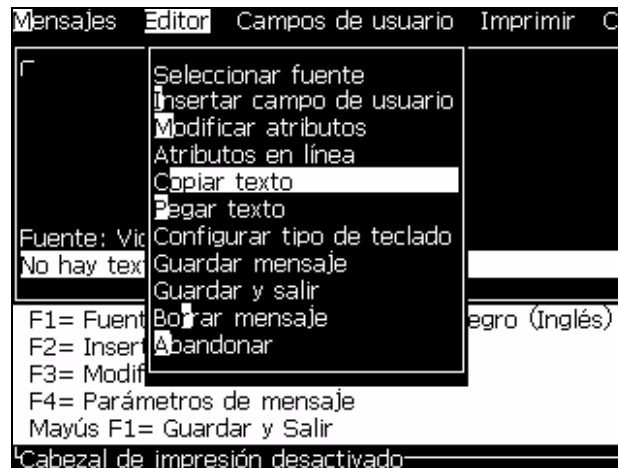 Mensajes Editor Campos de usuario Imprimir C
Seleccionar fuente
Insertar campo de usuario
Modificar atributos
Atributos en línea
Copiar texto
Pegar texto
Fuente: Vid Configurar tipo de teclado
No hay tex Guardar mensaje
Guardar y salir
F1= Fuent Borrar mensaje egro (Inglés)
F2= Insert Abandonar
F3= Modif
F4= Parámetros de mensaje
Mayús F1= Guardar y Salir
Cabezal de impresión desactivado